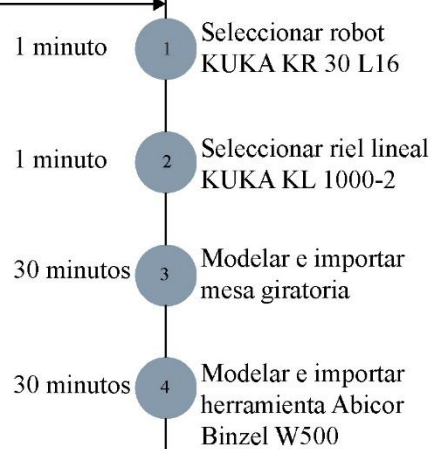 1 minuto 1 Seleccionar robot
KUKA KR 30 L16
1 minuto 2 Seleccionar riel lineal
KUKA KL 1000-2
30 minutos 3 Modelar e importar
mesa giratoria
30 minutos 4 Modelar e importar
herramienta Abicor
Binzel W500